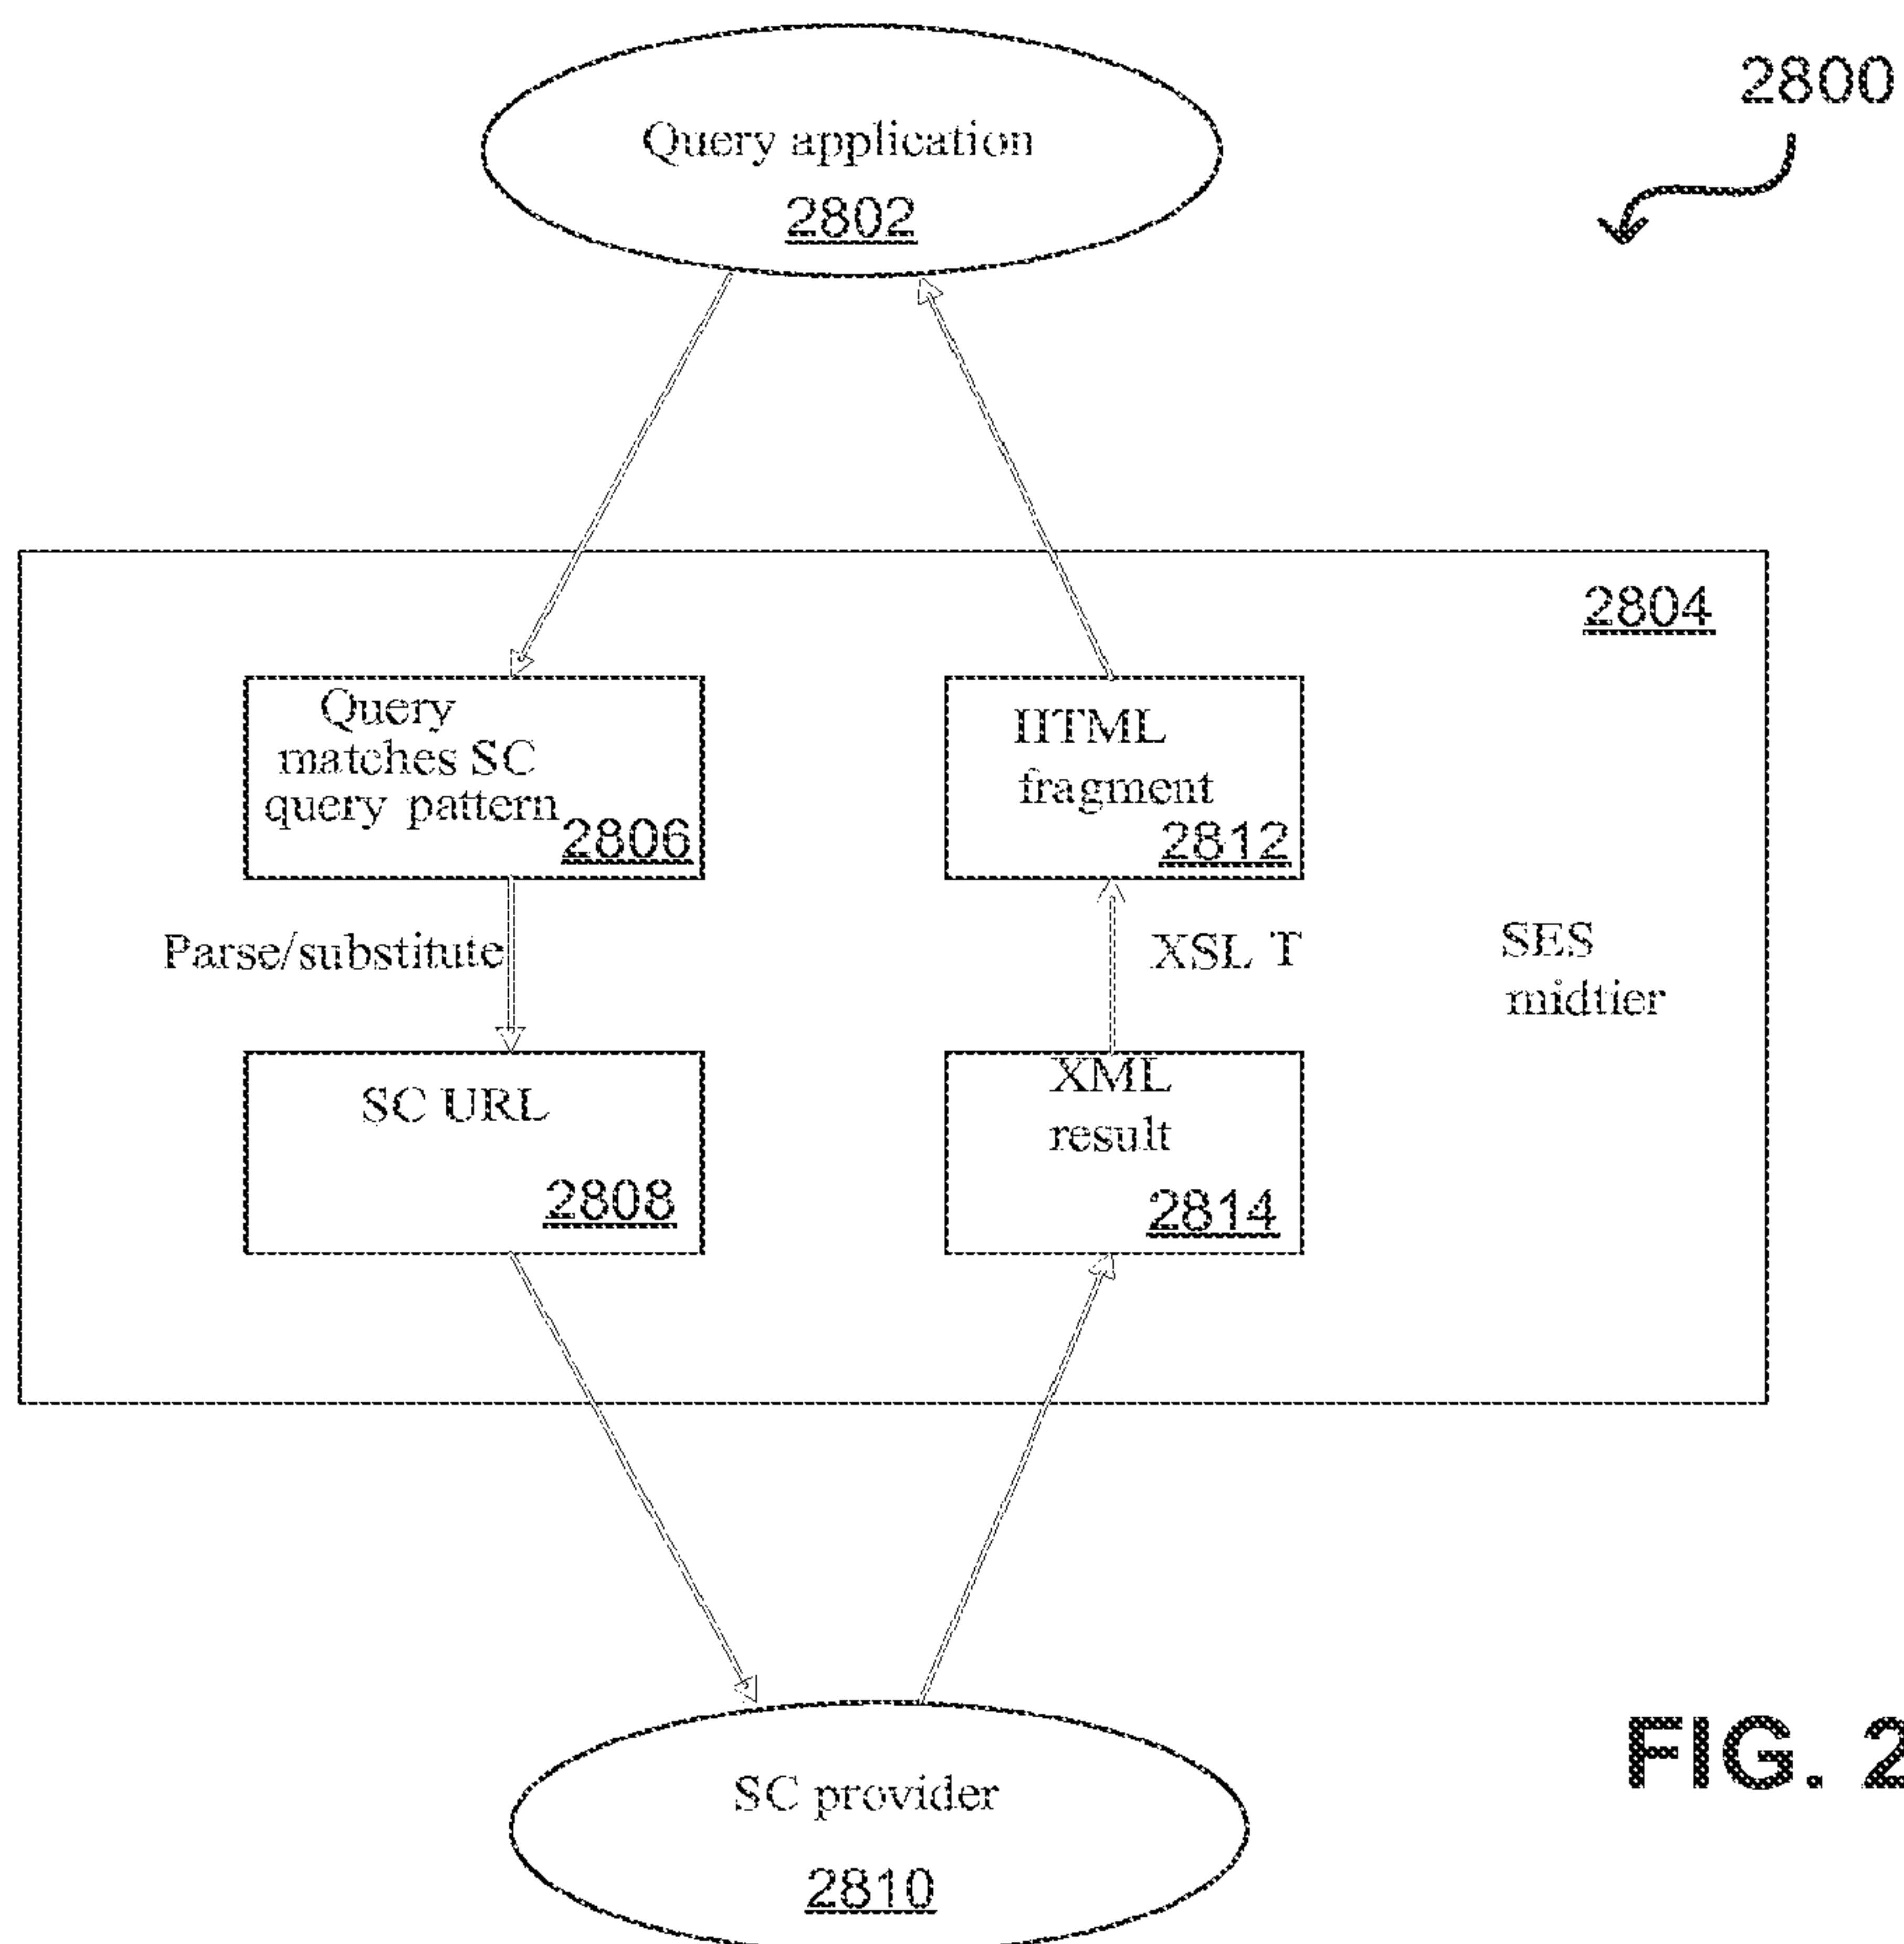 2800
Query application
2802
2804
Query
matches SC
query pattern
2806
HTML
fragment
2812
Parse/substitute
XSL T
SES
midtier
SC URL
2808
XML
result
2814
SC provider
2810
FIG. 2